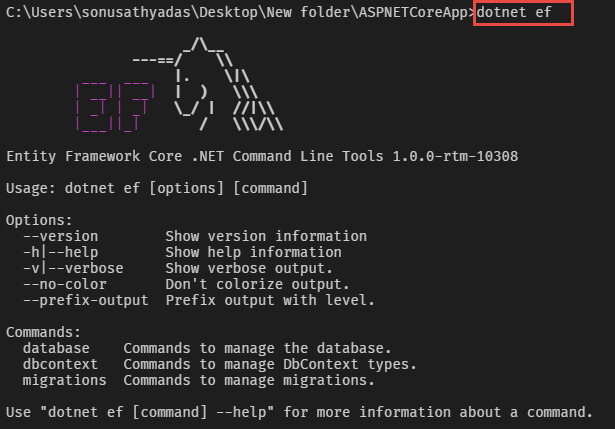 C:\Users\sonusathyadas\Desktop\New folder\ASPNETCoreApp>dotnet ef
                     _/\__
               ---==/    \\
         ___  ___   |.    \|\
        | __|| __|  |  )   \\\
        | _| | _|   \_/ |  //|\\
        |___||_|       /   \\\/\\
Entity Framework Core .NET Command Line Tools 1.0.0-rtm-10308
Usage: dotnet ef [options] [command]
Options:
  --version        Show version information
  -h|--help        Show help information
  -v|--verbose     Show verbose output.
  --no-color       Don't colorize output.
  --prefix-output  Prefix output with level.
Commands:
  database    Commands to manage the database.
  dbcontext   Commands to manage DbContext types.
  migrations  Commands to manage migrations.
Use "dotnet ef [command] --help" for more information about a command.